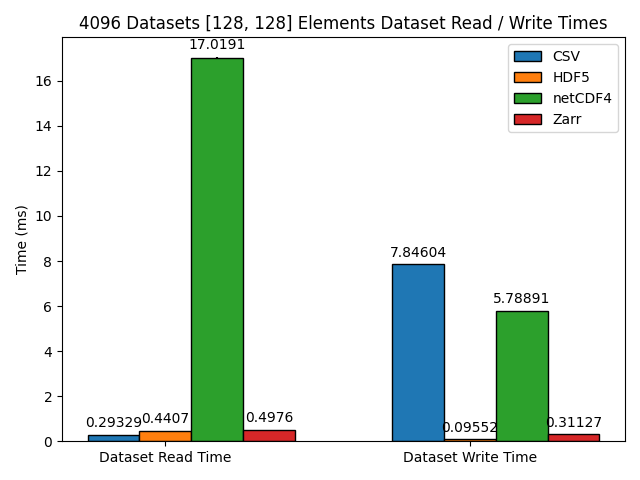 4096 Datasets [128, 128] Elements Dataset Read / Write Times
CSV
HDF5
netCDF4
Zarr
Time (ms)
16
14
12
10
8
6
4
2
0
17.0191
0.29329
0.4407
0.4976
7.84604
0.09552
5.78891
0.31127
Dataset Read Time
Dataset Write Time